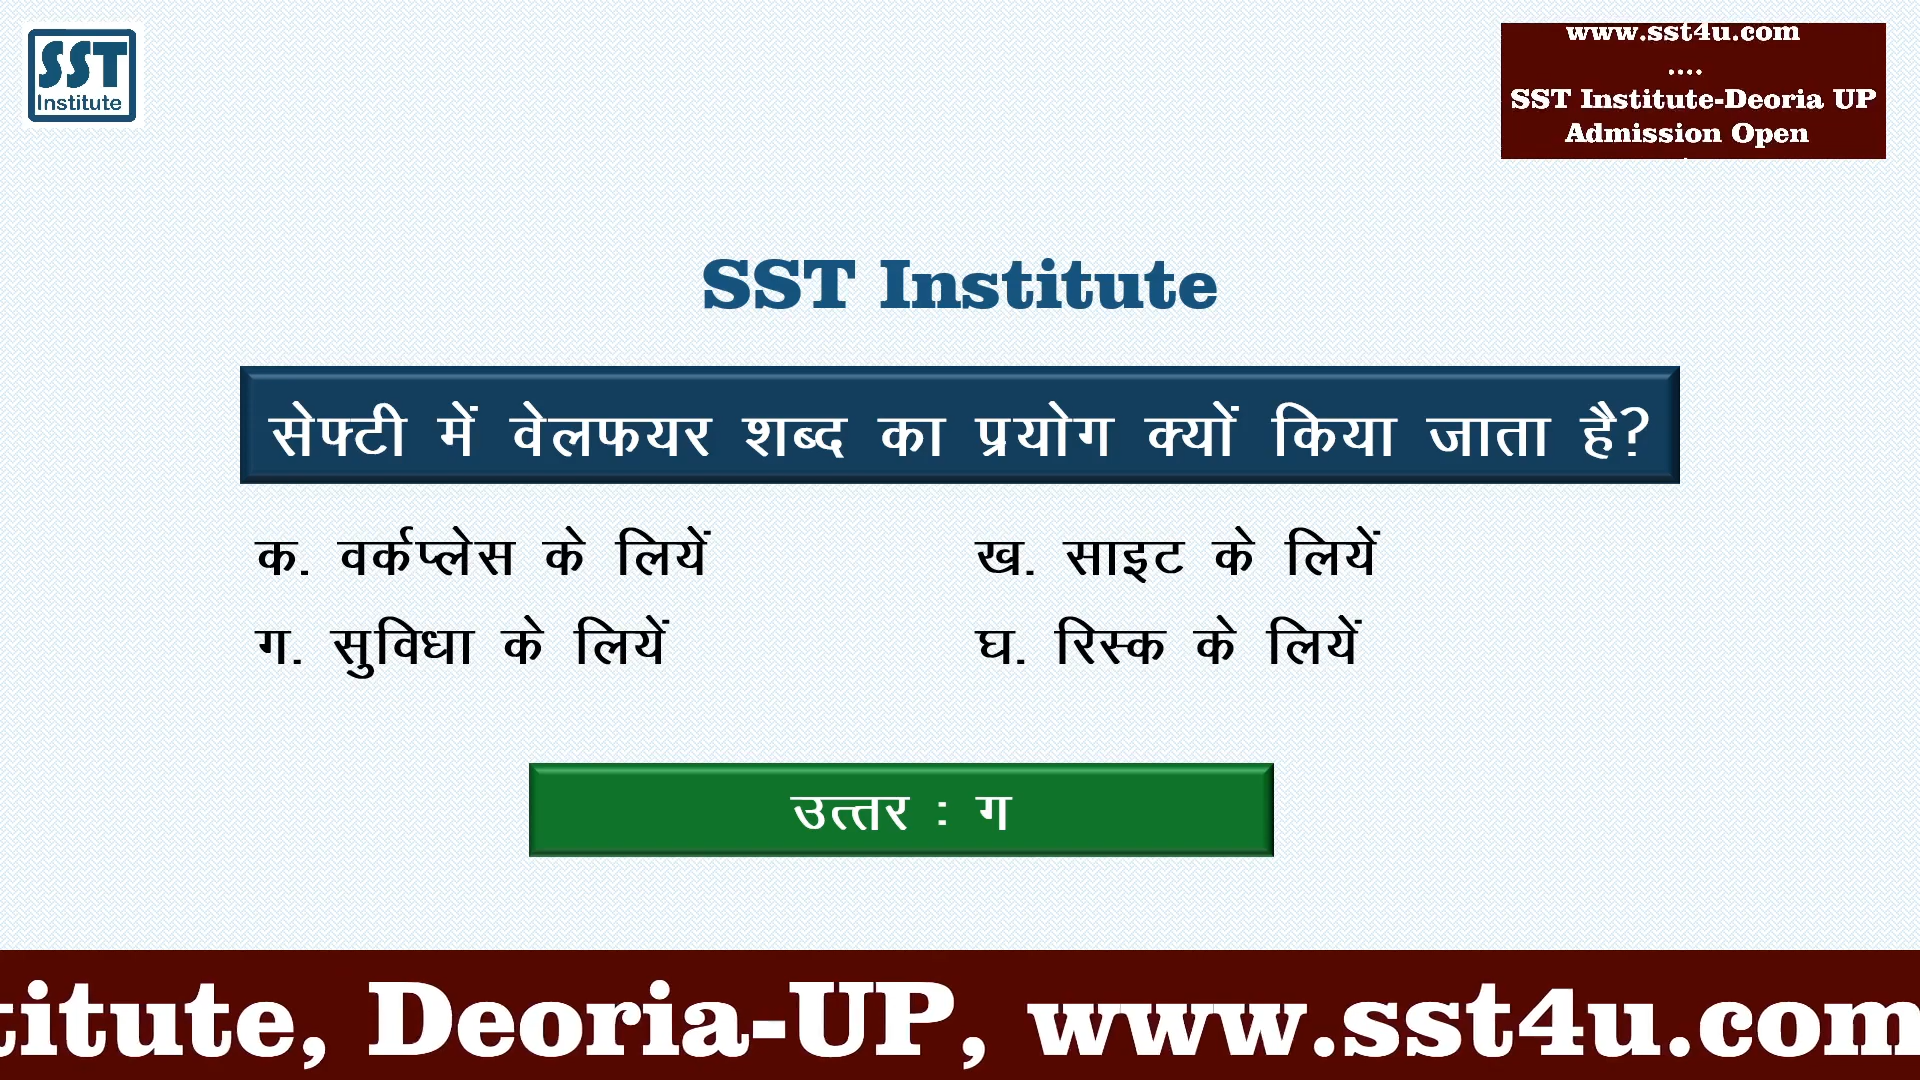 SST
Institute
www.sst4u.com
....
SST Institute-Deoria UP
Admission Open
SST Institute
सेफ्टी में वेलफयर शब्द का प्रयोग क्यों किया जाता है?
क. वर्कप्लेस के लियें
ख. साइट के लियें
ग. सुविधा के लियें
घ. रिस्क के लियें
उत्तर : ग
titute, Deoria-UP, www.sst4u.com